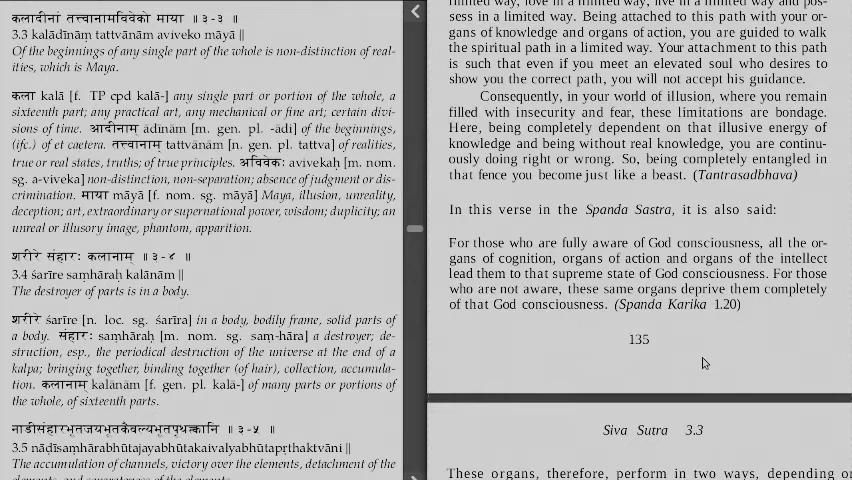 कलादीनां तत्त्वानामविवेको माया ॥ ३-३ ॥
3.3 kalādīnāṃ tattvānām aviveko māyā ||
Of the beginnings of any single part of the whole is non-distinction of real-
ities, which is Maya.
कला kalā [f. TP cpd kalā-] any single part or portion of the whole, a
sixteenth part; any practical art, any mechanical or fine art; certain divi-
sions of time. आदीनाम् ādīnām [m. gen. pl. -ādi] of the beginnings,
(ifc.) of et caetera. तत्त्वानाम् tattvānām [n. gen. pl. tattva] of realities,
true or real states, truths; of true principles. अविवेकः avivekaḥ [m. nom.
sg. a-viveka] non-distinction, non-separation; absence of judgment or dis-
crimination. माया māyā [f. nom. sg. māyā] Maya, illusion, unreality,
deception; art, extraordinary or supernational power, wisdom; duplicity; an
unreal or illusory image, phantom, apparition.
शरीरे संहारः कलानाम् ॥ ३-४ ॥
3.4 śarīre saṃhāraḥ kalānām ||
The destroyer of parts is in a body.
शरीरे śarīre [n. loc. sg. śarīra] in a body, bodily frame, solid parts of
a body. संहारः saṃhāraḥ [m. nom. sg. saṃ-hāra] a destroyer; de-
struction, esp., the periodical destruction of the universe at the end of a
kalpa; bringing together, binding together (of hair), collection, accumula-
tion. कलानाम् kalānām [f. gen. pl. kalā-] of many parts or portions of
the whole, of sixteenth parts.
नाडीसंहारभूतजयभूतकैवल्यभूतपृथक्त्वानि ॥ ३-५ ॥
3.5 nāḍīsaṃhārabhūtajayabhūtakaivalyabhūtapṛthaktvāni ||
The accumulation of channels, victory over the elements, detachment of the
sess in a limited way. Being attached to this path with your or-
gans of knowledge and organs of action, you are guided to walk
the spiritual path in a limited way. Your attachment to this path
is such that even if you meet an elevated soul who desires to
show you the correct path, you will not accept his guidance.
Consequently, in your world of illusion, where you remain
filled with insecurity and fear, these limitations are bondage.
Here, being completely dependent on that illusive energy of
knowledge and being without real knowledge, you are continu-
ously doing right or wrong. So, being completely entangled in
that fence you become just like a beast. (Tantrasadbhava)
In this verse in the Spanda Sastra, it is also said:
For those who are fully aware of God consciousness, all the or-
gans of cognition, organs of action and organs of the intellect
lead them to that supreme state of God consciousness. For those
who are not aware, these same organs deprive them completely
of that God consciousness. (Spanda Karika 1.20)
135
Siva Sutra 3.3
These organs, therefore, perform in two ways, depending